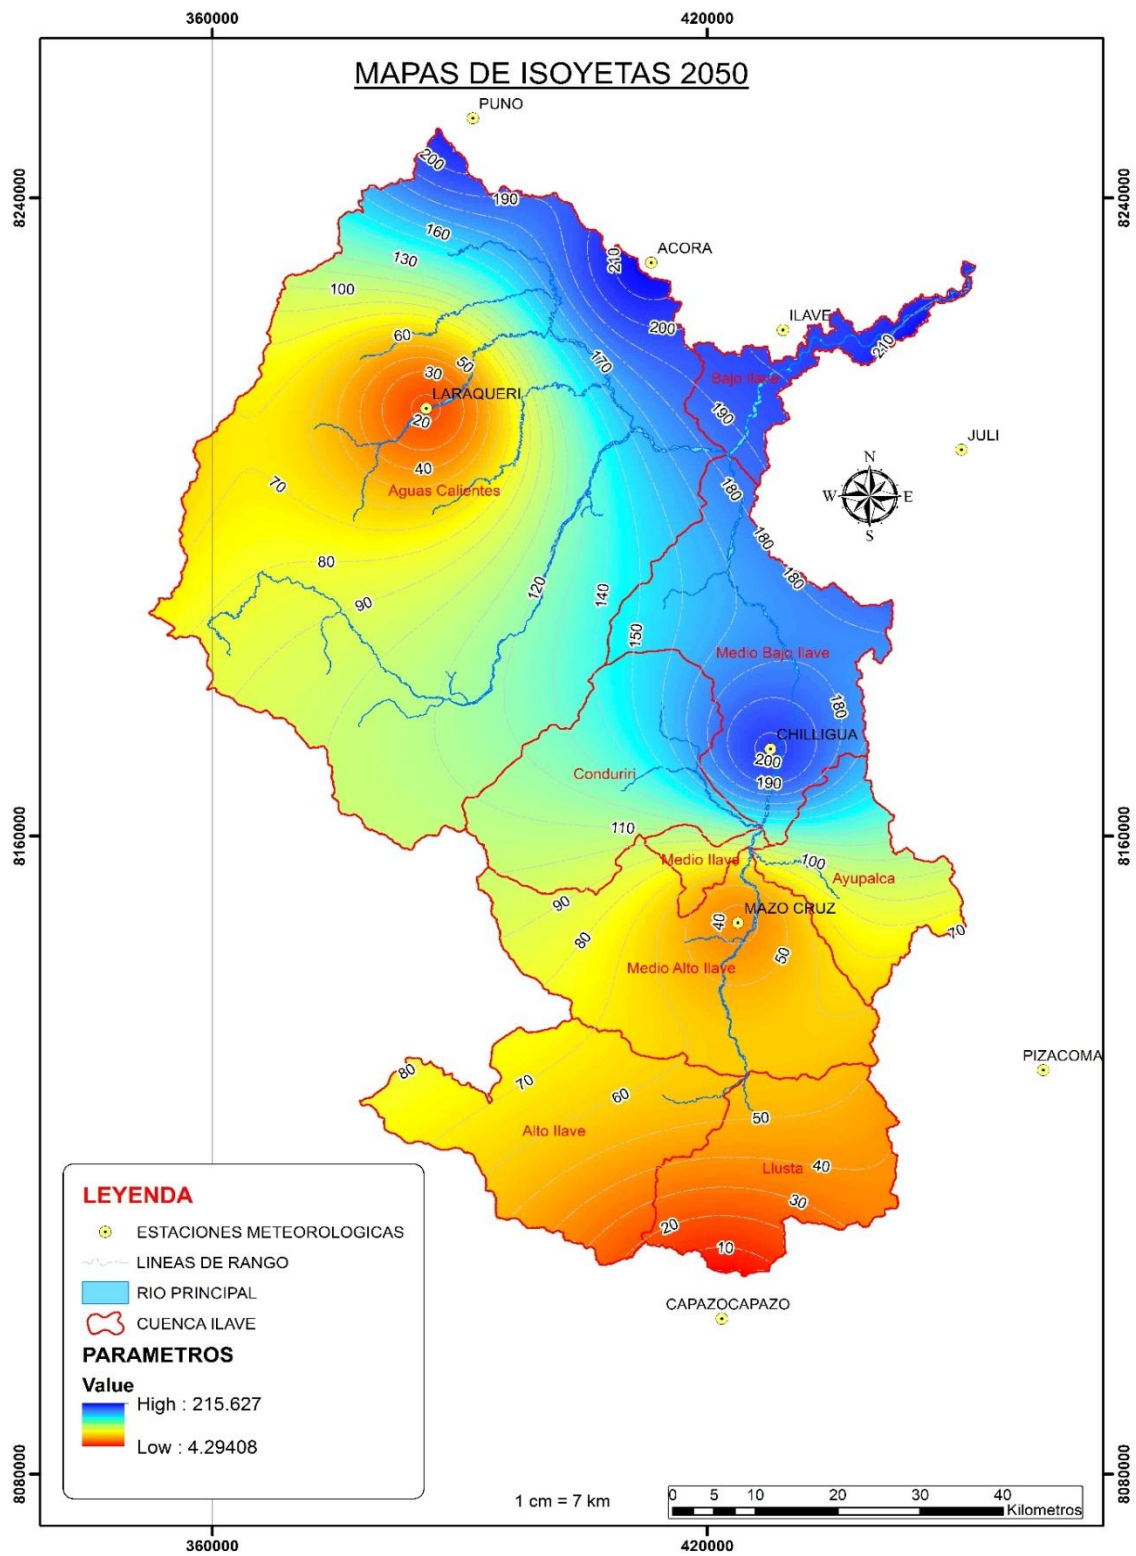 360000
420000
MAPAS DE ISOYETAS 2050
PUNO
200
8240000
8240000
190
160
ACORA
130
210
100
ILAVE
200
60
210
50
170
30
Bajo Ilave
LARAQUERI
190
20
JULI
N
40
180
70
Aguas Calientes
W
E
S
180
80
180
120
140
90
150
Medio Bajo Ilave
180
CHILLIGUA
200
Conduriri
190
8160000
110
8160000
Medio Ilave
100
Ayupalca
90
MAZO CRUZ
40
70
80
50
Medio Alto Ilave
PIZACOMA
80
70
60
50
Alto Ilave
Llusta
40
30
20
10
LEYENDA
ESTACIONES METEOROLOGICAS
LINEAS DE RANGO
RIO PRINCIPAL
CUENCA ILAVE
CAPAZOCAPAZO
PARAMETROS
Value
High : 215.627
Low : 4.29408
8080000
8080000
1 cm = 7 km
0 5 10 20 30 40
Kilometros
360000
420000